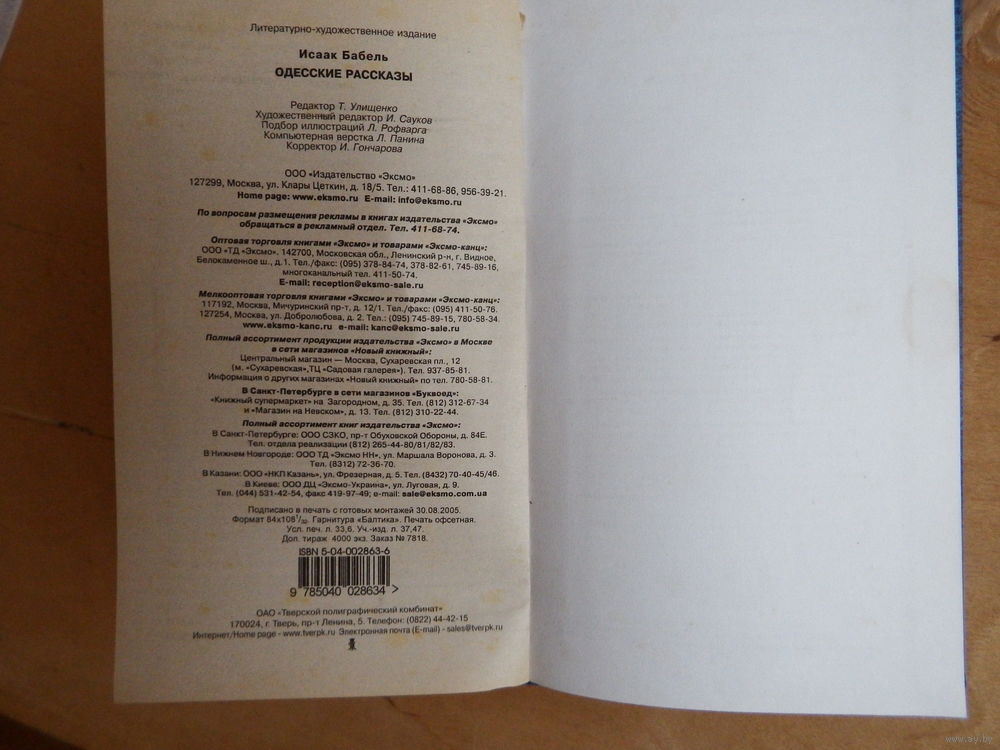 Литературно-художественное издание
Исаак Бабель
ОДЕССКИЕ РАССКАЗЫ
Редактор Т. Улищенко
Художественный редактор И. Сауков
Подбор иллюстраций Л. Рофварга
Компьютерная верстка Л. Панина
Корректор И. Гончарова
ООО «Издательство «Эксмо»
127299, Москва, ул. Клары Цеткин, д. 18/5. Тел.: 411-68-86, 956-39-21.
Home page: www.eksmo.ru E-mail: info@eksmo.ru
По вопросам размещения рекламы в книгах издательства «Эксмо»
обращаться в рекламный отдел. Тел. 411-68-74.
Оптовая торговля книгами «Эксмо» и товарами «Эксмо-канц»:
ООО «ТД «Эксмо». 142700, Московская обл., Ленинский р-н, г. Видное,
Белокаменное ш., д.1. Тел./факс: (095) 378-84-74, 378-82-61, 745-89-16,
многоканальный тел. 411-50-74.
E-mail: reception@eksmo-sale.ru
Мелкооптовая торговля книгами «Эксмо» и товарами «Эксмо-канц»:
117192, Москва, Мичуринский пр-т, д. 12/1. Тел./факс: (095) 411-50-76.
127254, Москва, ул. Добролюбова, д. 2. Тел.: (095) 745-89-15, 780-58-34.
www.eksmo-kanc.ru e-mail: kanc@eksmo-sale.ru
Полный ассортимент продукции издательства «Эксмо» в Москве
в сети магазинов «Новый книжный»:
Центральный магазин — Москва, Сухаревская пл., 12
(м. «Сухаревская»,ТЦ «Садовая галерея»). Тел. 937-85-81.
Информация о других магазинах «Новый книжный» по тел. 780-58-81.
В Санкт-Петербурге в сети магазинов «Буквоед»:
«Книжный супермаркет» на Загородном, д. 35. Тел. (812) 312-67-34
и «Магазин на Невском», д. 13. Тел. (812) 310-22-44.
Полный ассортимент книг издательства «Эксмо»:
В Санкт-Петербурге: ООО СЗКО, пр-т Обуховской Обороны, д. 84Е.
Тел. отдела реализации (812) 265-44-80/81/82/83.
В Нижнем Новгороде: ООО ТД «Эксмо НН», ул. Маршала Воронова, д. 3.
Тел. (8312) 72-36-70.
В Казани: ООО «НКП Казань», ул. Фрезерная, д. 5. Тел. (8432) 70-40-45/46.
В Киеве: ООО ДЦ «Эксмо-Украина», ул. Луговая, д. 9.
Тел. (044) 531-42-54, факс 419-97-49; e-mail: sale@eksmo.com.ua
Подписано в печать с готовых монтажей 30.08.2005.
Формат 84x108 1/32. Гарнитура «Балтика». Печать офсетная.
Усл. печ. л. 33,6. Уч.-изд. л. 37,47.
Доп. тираж 4000 экз. Заказ № 7818.
ISBN 5-04-002863-6
9 785040 028634 >
ОАО «Тверской полиграфический комбинат»
170024, г. Тверь, пр-т Ленина, 5. Телефон: (0822) 44-42-15
Интернет/Home page - www.tverpk.ru Электронная почта (E-mail) - sales@tverpk.ru
www.ay.by